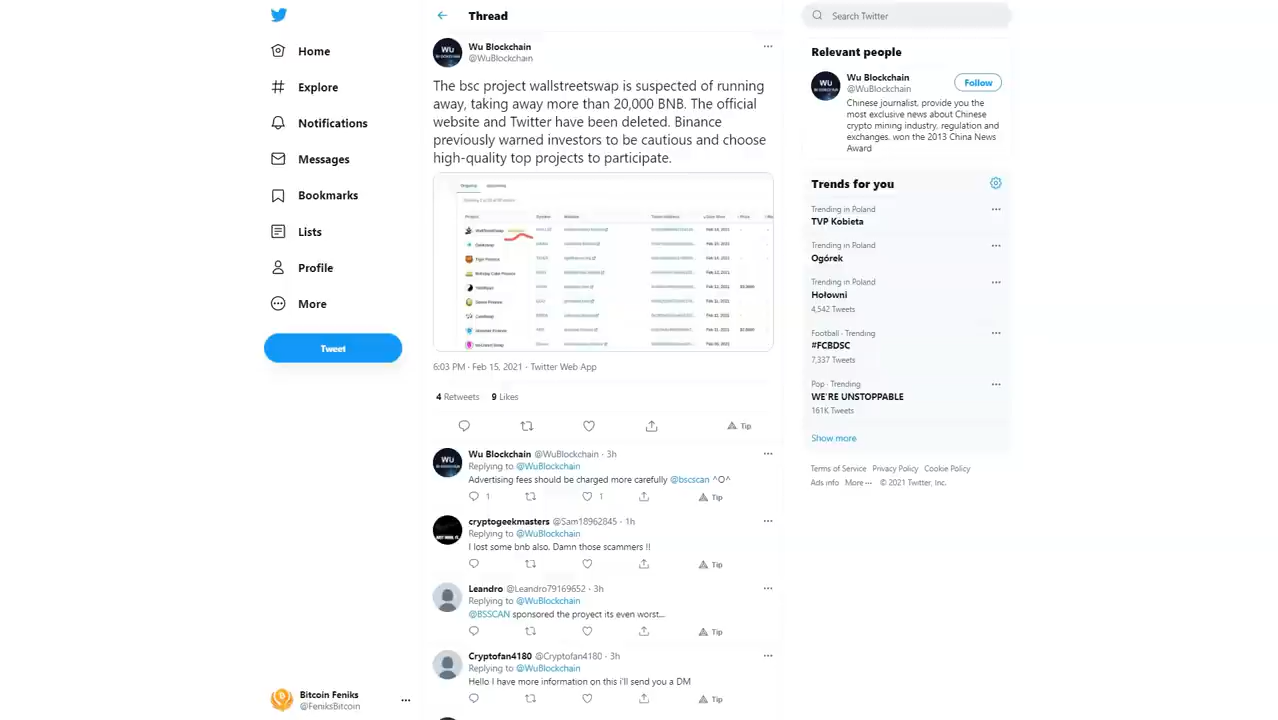 Home
Explore
Notifications
Messages
Bookmarks
Lists
Profile
More
Tweet
Bitcoin Feniks
@FeniksBitcoin
Thread
WU
Wu Blockchain
@WuBlockchain
The bsc project wallstreetswap is suspected of running
away, taking away more than 20,000 BNB. The official
website and Twitter have been deleted. Binance
previously warned investors to be cautious and choose
high-quality top projects to participate.
6:03 PM · Feb 15, 2021 · Twitter Web App
4 Retweets 9 Likes
Tip
WU
Wu Blockchain @WuBlockchain · 3h
Replying to @WuBlockchain
Advertising fees should be charged more carefully @bscscan ^O^
1 1 Tip
cryptogeekmasters @Sam18962845 · 1h
Replying to @WuBlockchain
I lost some bnb also. Damn those scammers !!
Tip
Leandro @Leandro79169652 · 3h
Replying to @WuBlockchain
@BSSCAN sponsored the proyect its even worst...
Tip
Cryptofan4180 @Cryptofan4180 · 3h
Replying to @WuBlockchain
Hello I have more information on this i'll send you a DM
Tip
Search Twitter
Relevant people
WU
Wu Blockchain
@WuBlockchain
Follow
Chinese journalist, provide you the
most exclusive news about Chinese
crypto mining industry, regulation and
exchanges. won the 2013 China News
Award
Trends for you
Trending in Poland
TVP Kobieta
Trending in Poland
Ogórek
Trending in Poland
Hołowni
4,542 Tweets
Football · Trending
#FCBDSC
7,337 Tweets
Pop · Trending
WE'RE UNSTOPPABLE
161K Tweets
Show more
Terms of Service Privacy Policy Cookie Policy
Ads info More ··· © 2021 Twitter, Inc.